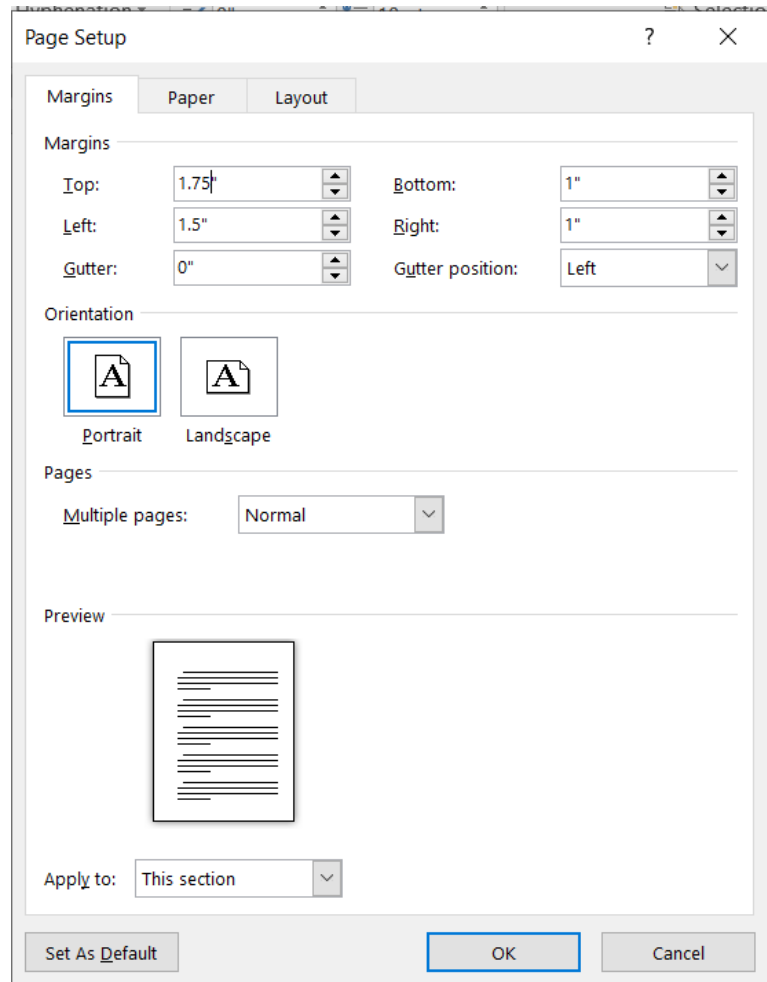 Page Setup ? ×
Margins Paper Layout
Margins
Top: 1.75" Bottom: 1"
Left: 1.5" Right: 1"
Gutter: 0" Gutter position: Left
Orientation
A A
Portrait Landscape
Pages
Multiple pages: Normal
Preview
Apply to: This section
Set As Default OK Cancel